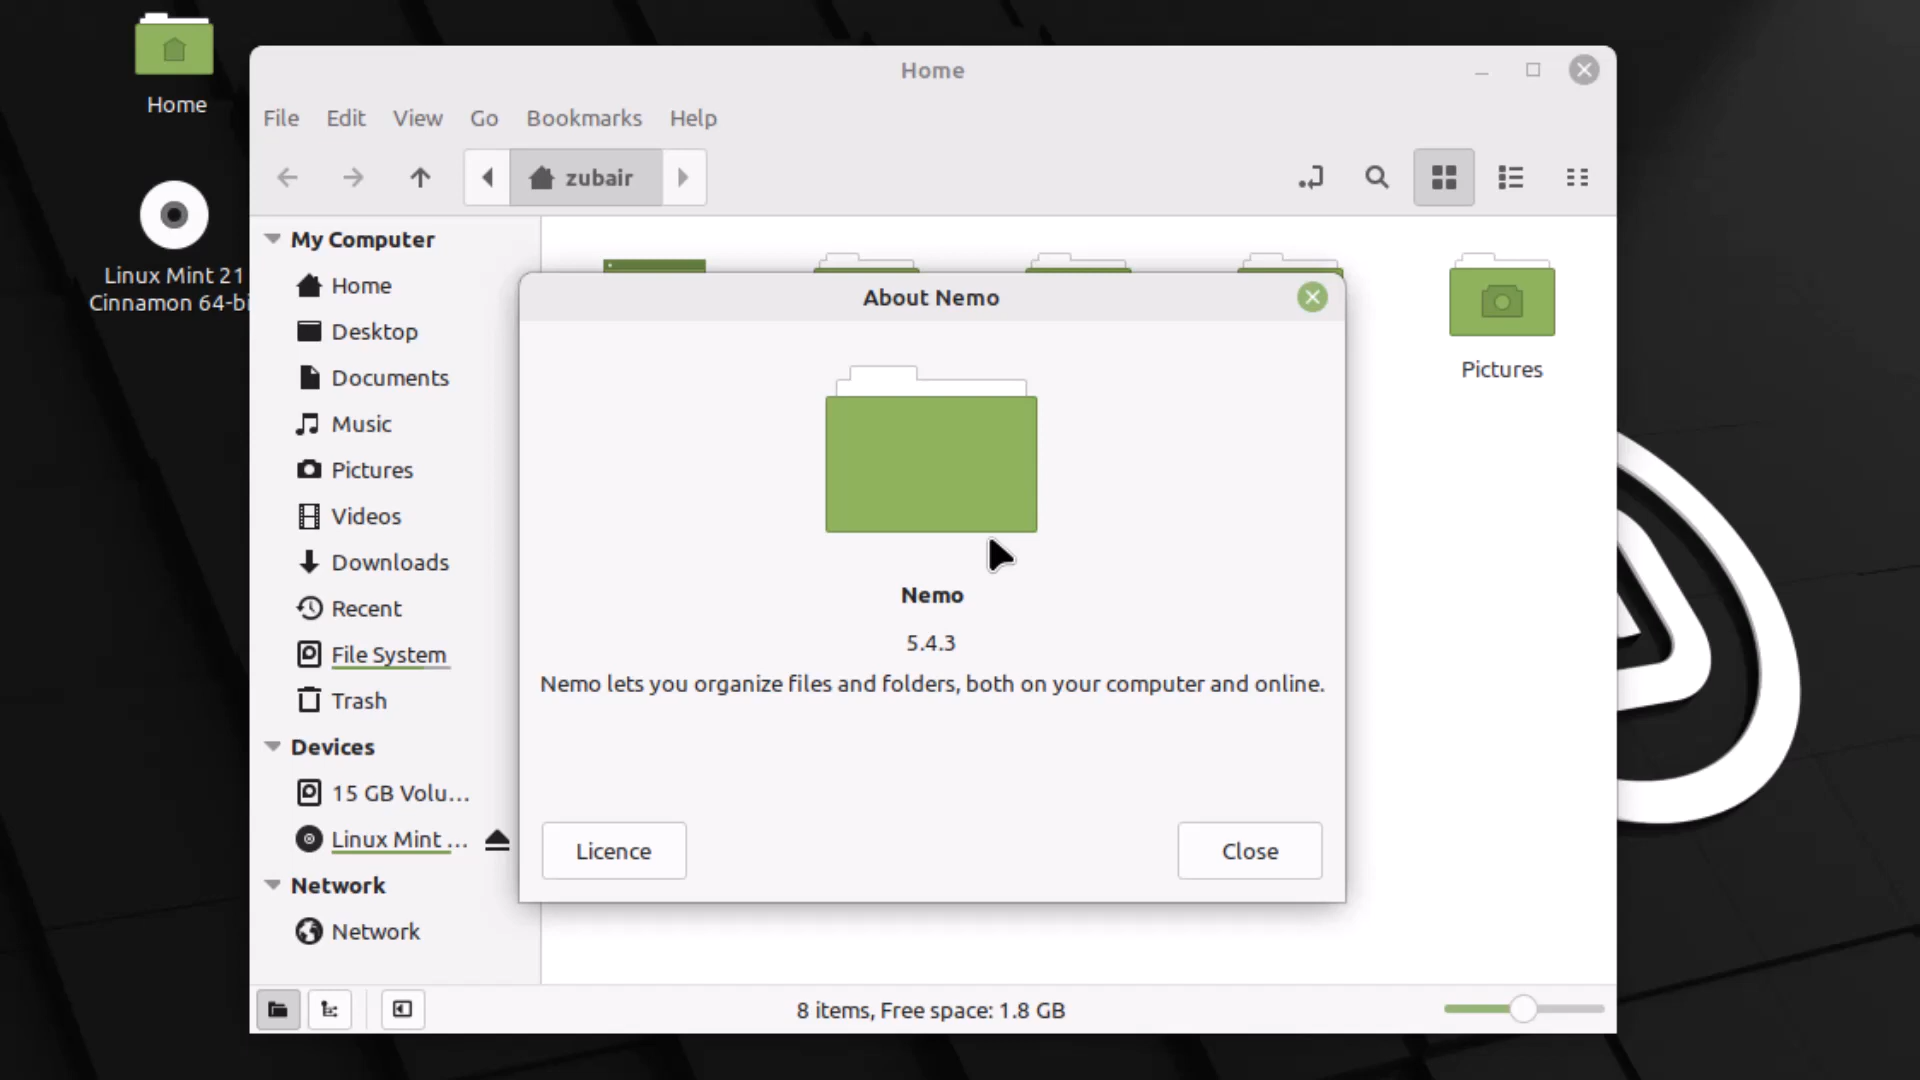 Home
Linux Mint 21
Cinnamon 64-bi
Home
File Edit View Go Bookmarks Help
zubair
My Computer
Home
Desktop
Documents
Music
Pictures
Videos
Downloads
Recent
File System
Trash
Devices
15 GB Volu...
Linux Mint ...
Network
Network
Pictures
About Nemo
Nemo
5.4.3
Nemo lets you organize files and folders, both on your computer and online.
Licence
Close
8 items, Free space: 1.8 GB